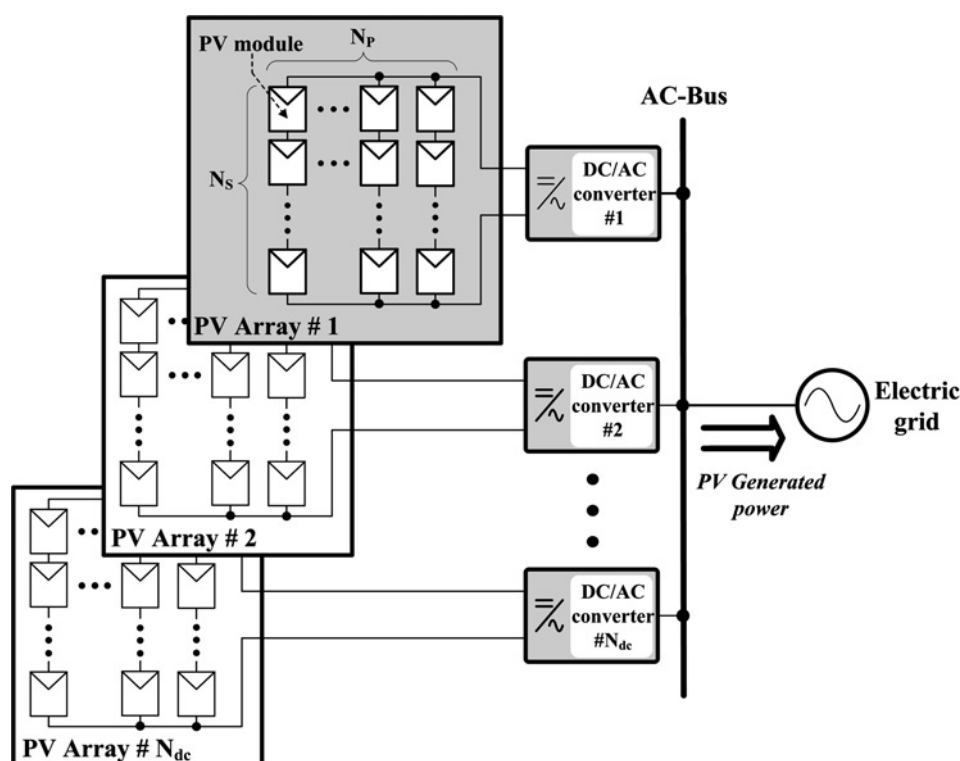 PV module
N_P
N_S
PV Array # 1
PV Array # 2
PV Array # N_dc
DC/AC
converter
#1
DC/AC
converter
#2
DC/AC
converter
#N_dc
AC-Bus
Electric
grid
PV Generated
power